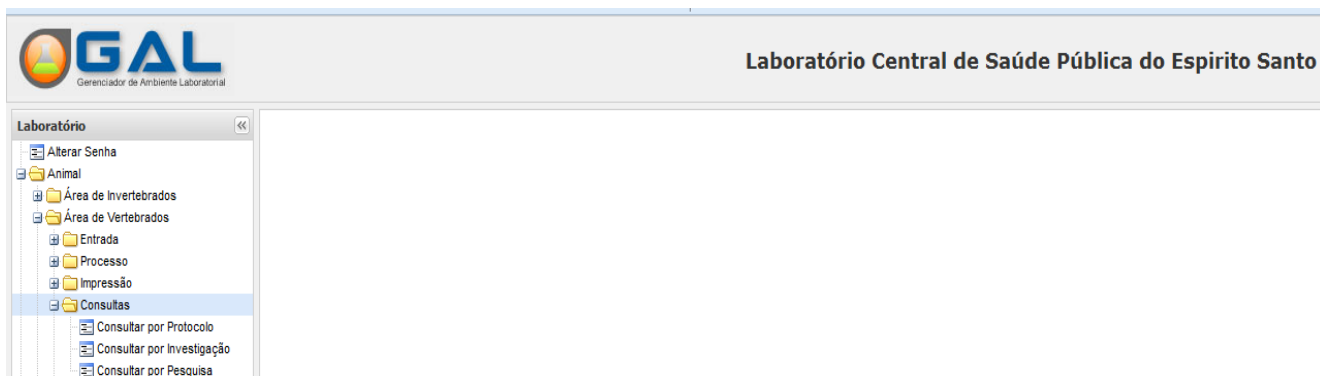 GAL
Gerenciador de Ambiente Laboratorial
Laboratório Central de Saúde Pública do Espirito Santo
Laboratório
Alterar Senha
Animal
Área de Invertebrados
Área de Vertebrados
Entrada
Processo
Impressão
Consultas
Consultar por Protocolo
Consultar por Investigação
Consultar por Pesquisa